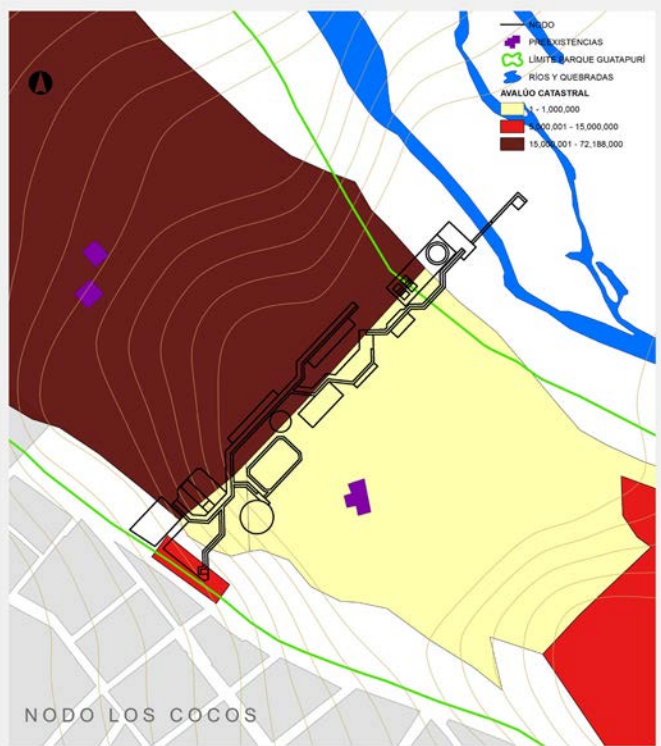 NODO
PREEXISTENCIAS
LÍMITE PARQUE GUATAPURÍ
RÍOS Y QUEBRADAS
AVALÚO CATASTRAL
1 - 1,000,000
5,000,001 - 15,000,000
15,000,001 - 72,188,000
NODO LOS COCOS